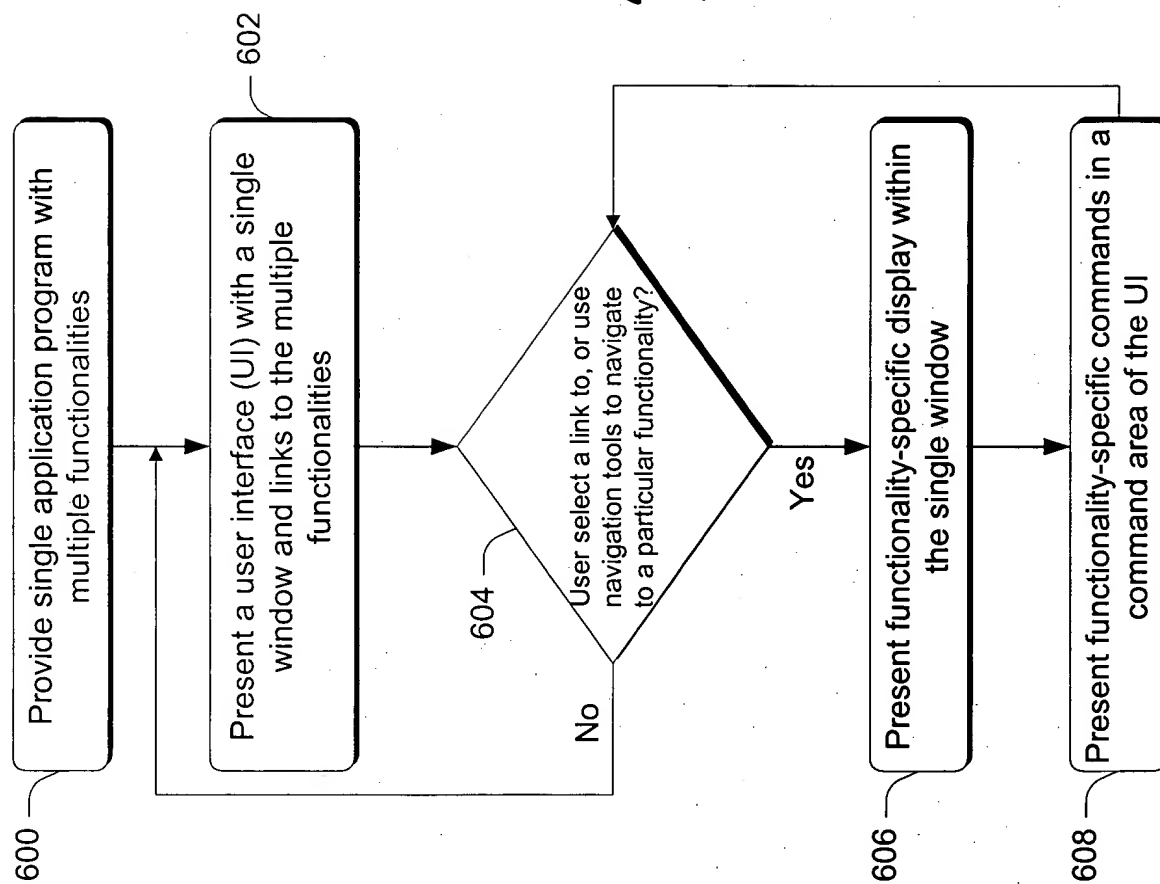 600
Provide single application program with
multiple functionalities
602
Present a user interface (UI) with a single
window and links to the multiple
functionalities
604
User select a link to, or use
navigation tools to navigate
to a particular functionality?
No
Yes
606
Present functionality-specific display within
the single window
608
Present functionality-specific commands in a
command area of the UI